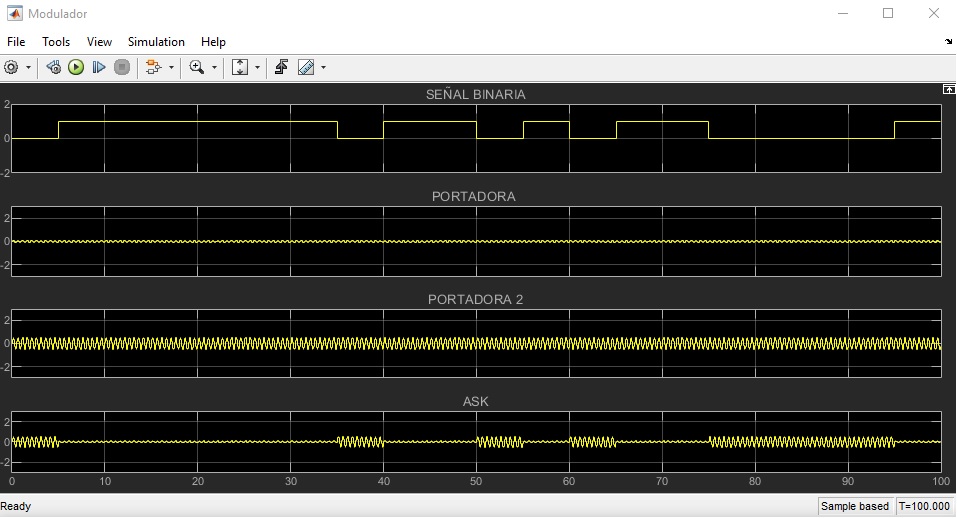 Modulador
File Tools View Simulation Help
SEÑAL BINARIA
2
0
-2
PORTADORA
2
0
-2
PORTADORA 2
2
0
-2
ASK
2
0
-2
0 10 20 30 40 50 60 70 80 90 100
Ready Sample based T=100.000